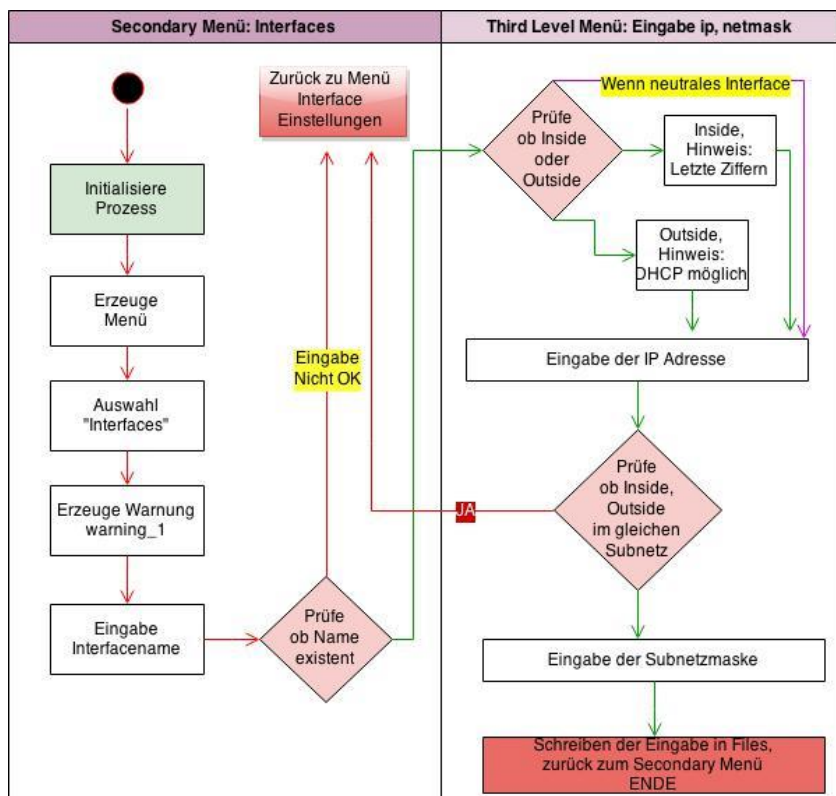 Secondary Menü: Interfaces
Third Level Menü: Eingabe ip, netmask
Initialisiere
Prozess
Erzeuge
Menü
Auswahl
"Interfaces"
Erzeuge Warnung
warning_1
Eingabe
Interfacename
Prüfe
ob Name
existent
Eingabe
Nicht OK
Zurück zu Menü
Interface
Einstellungen
Wenn neutrales Interface
Prüfe
ob Inside
oder
Outside
Inside,
Hinweis:
Letzte Ziffern
Outside,
Hinweis:
DHCP möglich
Eingabe der IP Adresse
Prüfe
ob Inside,
Outside
im gleichen
Subnetz
JA
Eingabe der Subnetzmaske
Schreiben der Eingabe in Files,
zurück zum Secondary Menü
ENDE